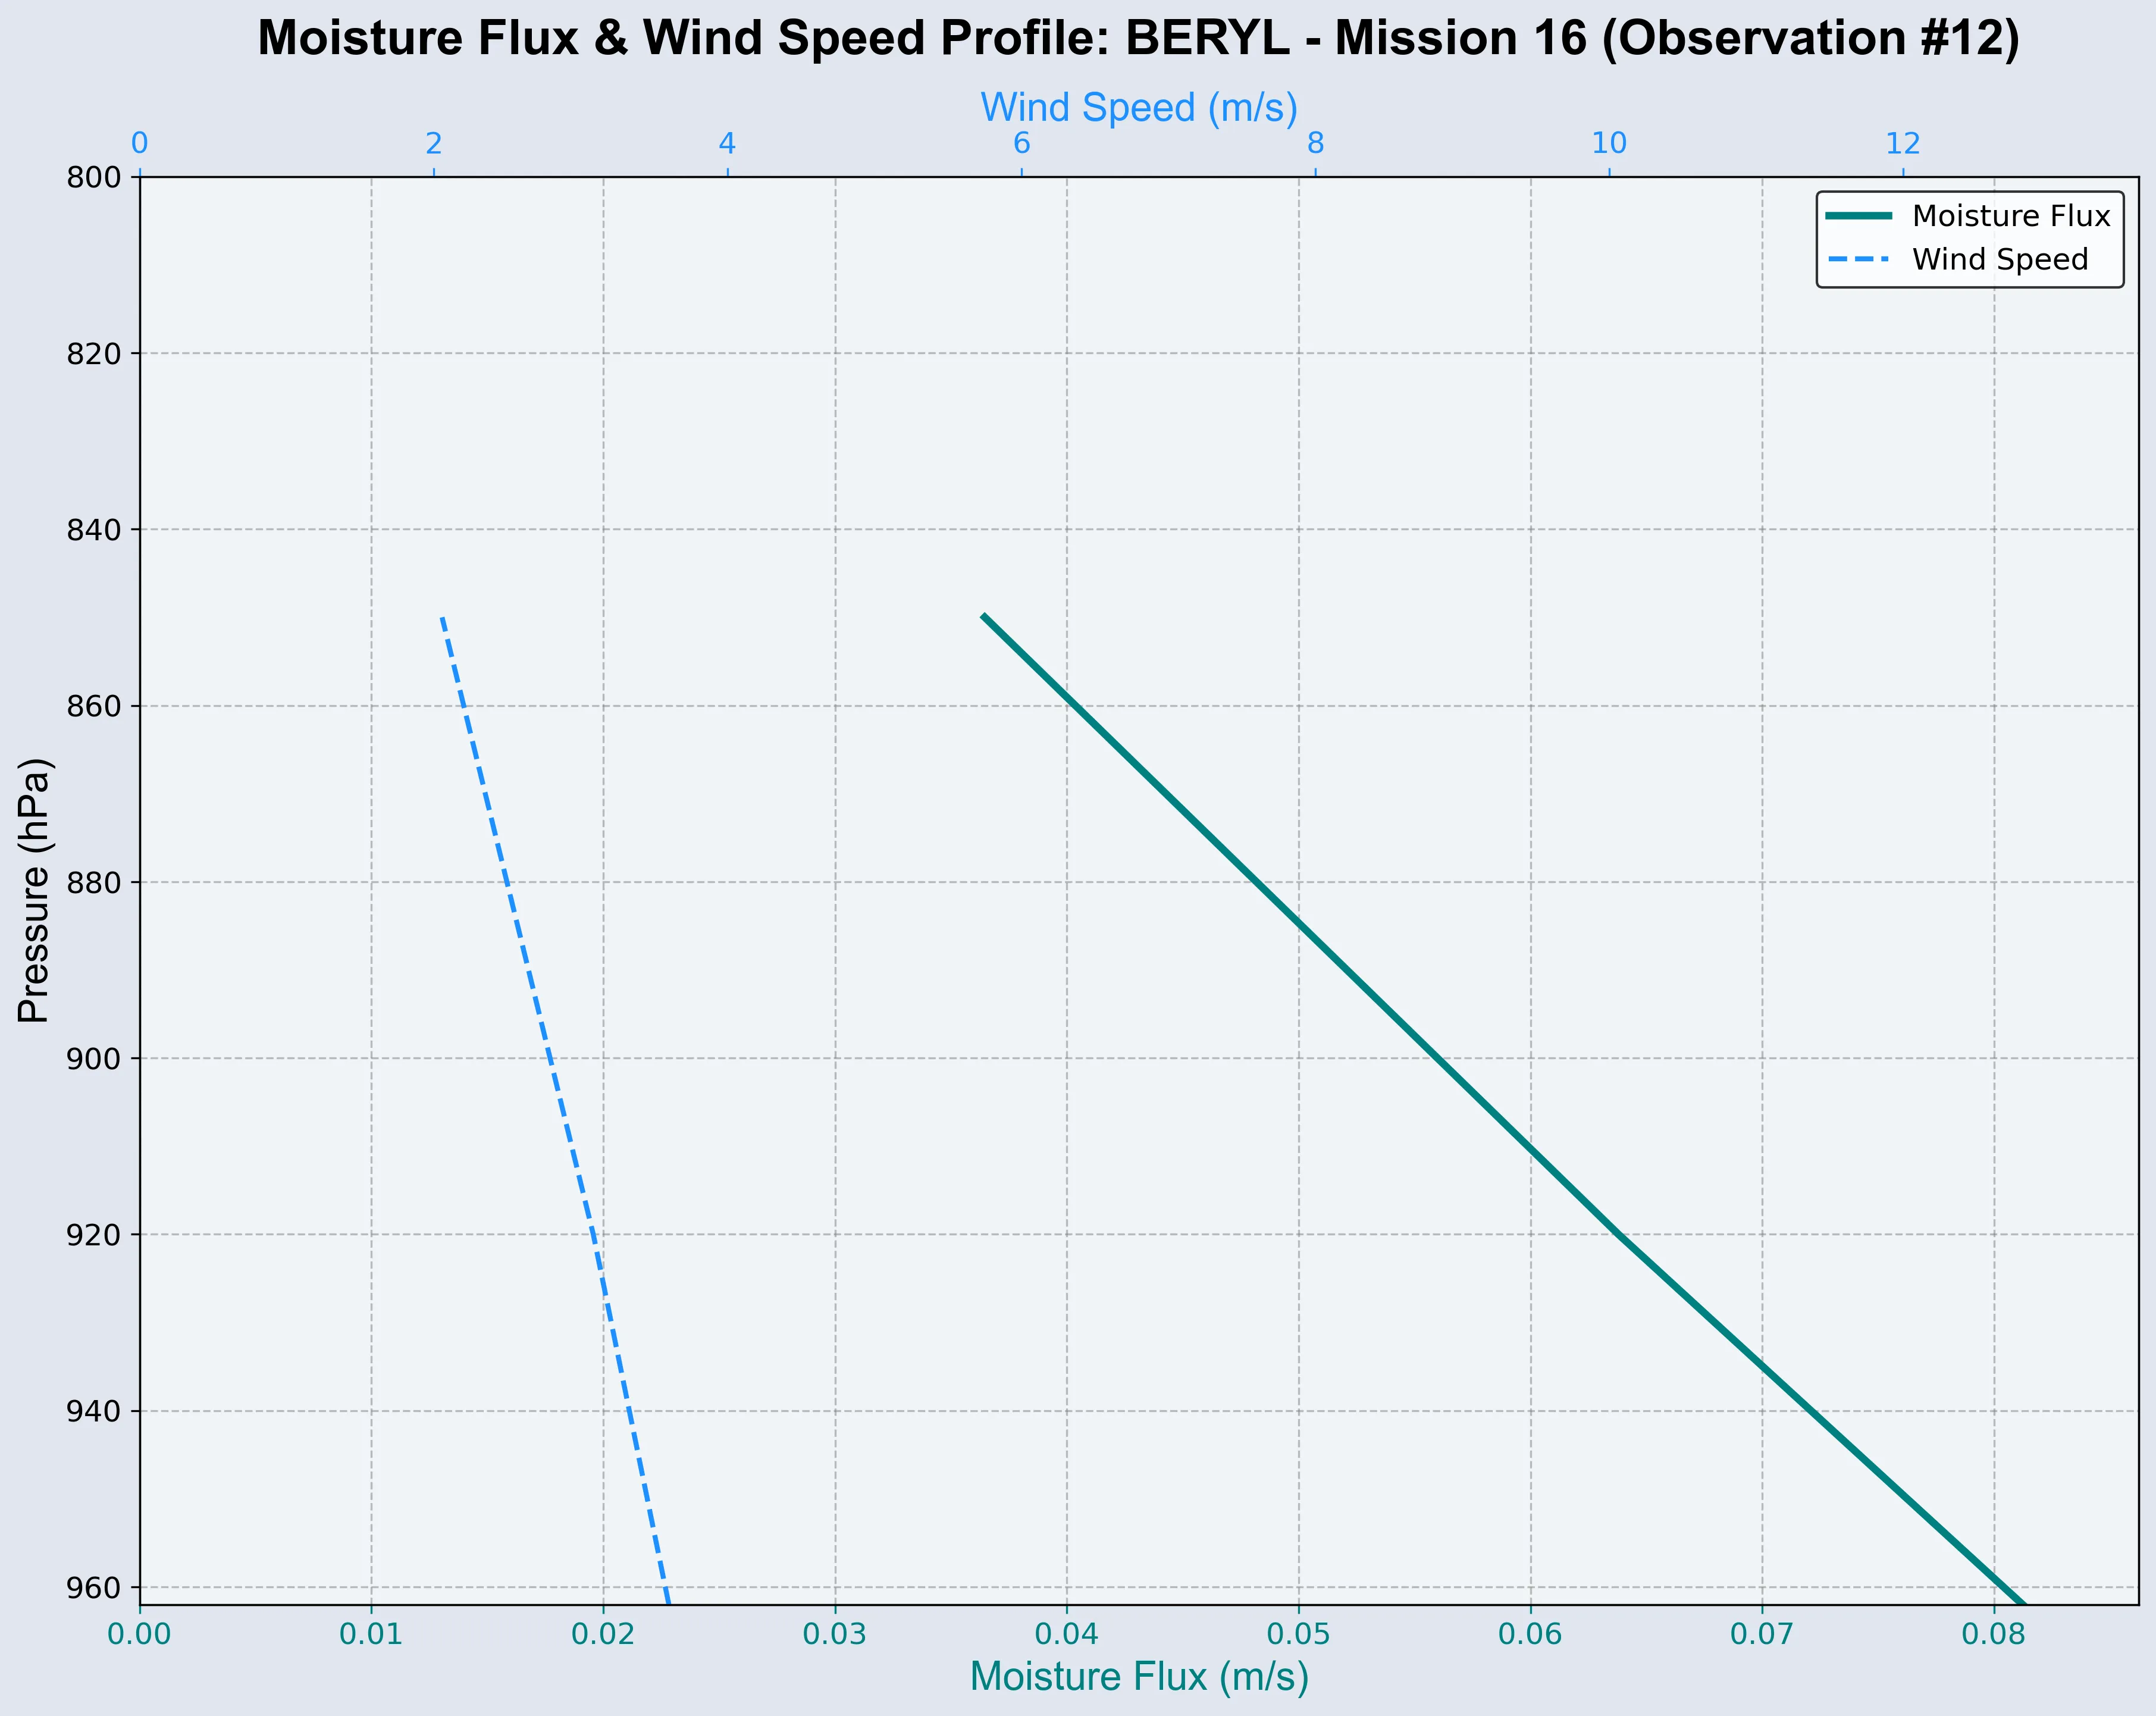 Moisture Flux & Wind Speed Profile: BERYL - Mission 16 (Observation #12)
Wind Speed (m/s)
0 2 4 6 8 10 12
Moisture Flux
Wind Speed
800
820
840
860
880
900
920
940
960
Pressure (hPa)
0.00 0.01 0.02 0.03 0.04 0.05 0.06 0.07 0.08
Moisture Flux (m/s)